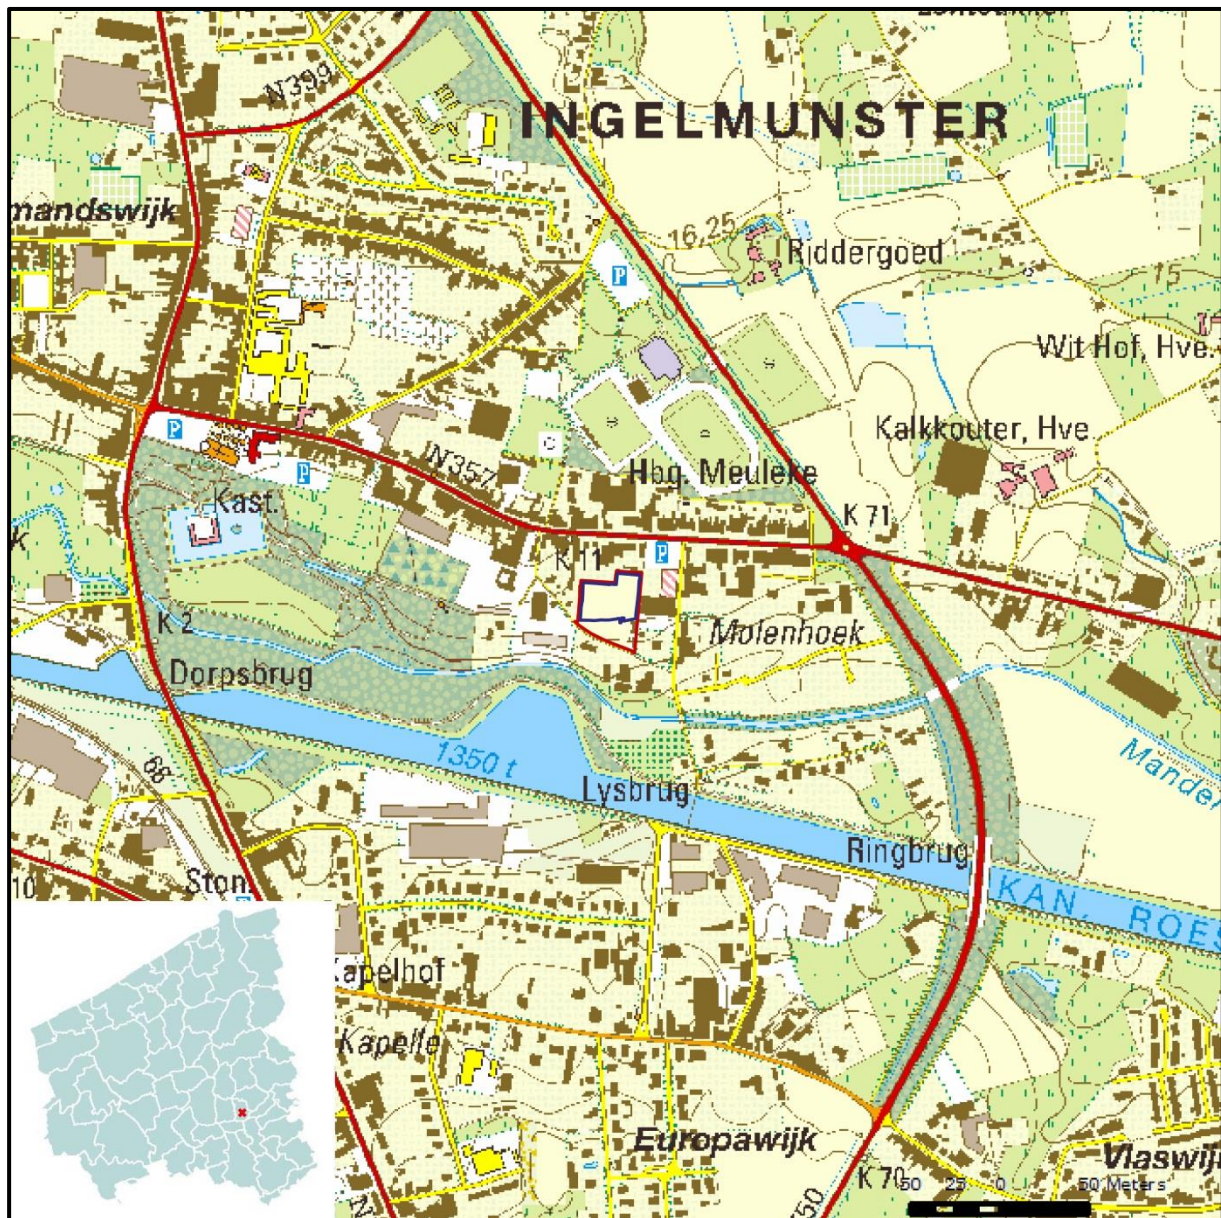 N399
INGELMUNSTER
mandswijk
16,25
Riddergoed
15
P
Wit Hof, Hve.
P
Kalkkouter, Hve
N357
Hbg. Meuleke
P
Kast.
K 71
K 11
P
K 2
Molenhoek
Dorpsbrug
1350 t
Mander
68
Lysbrug
Ringbrug
10
Ston.
KAN. ROES
Kapelhof
Kapelle
Europawijk
Vlaswij
K 70
50 25 0 50 Meters
N
50